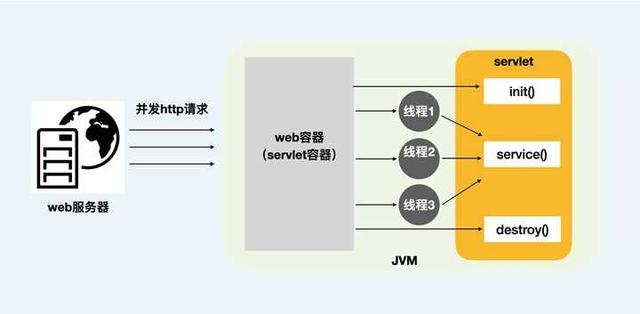 servlet
init()
并发http请求
线程1
web容器
（servlet容器）
线程2
service()
线程3
web服务器
destroy()
JVM